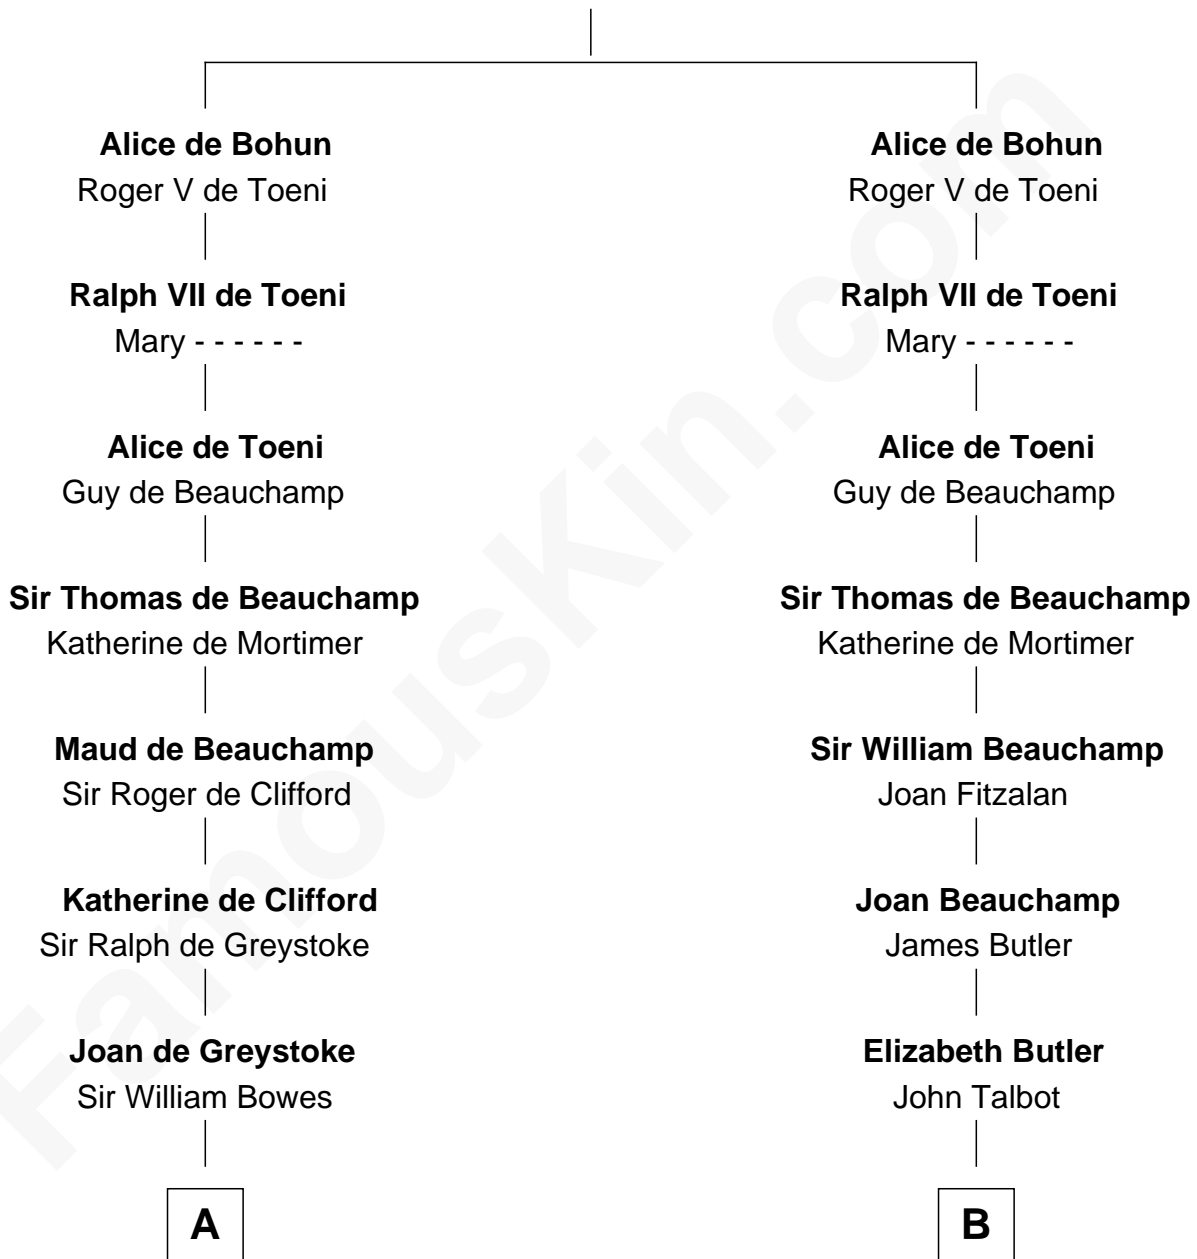 Alice de Bohun
Roger V de Toeni
Ralph VII de Toeni
Mary - - - - - -
Alice de Toeni
Guy de Beauchamp
Sir Thomas de Beauchamp
Katherine de Mortimer
Maud de Beauchamp
Sir Roger de Clifford
Katherine de Clifford
Sir Ralph de Greystoke
Joan de Greystoke
Sir William Bowes
A
Alice de Bohun
Roger V de Toeni
Ralph VII de Toeni
Mary - - - - - -
Alice de Toeni
Guy de Beauchamp
Sir Thomas de Beauchamp
Katherine de Mortimer
Sir William Beauchamp
Joan Fitzalan
Joan Beauchamp
James Butler
Elizabeth Butler
John Talbot
B
FamousKin.com